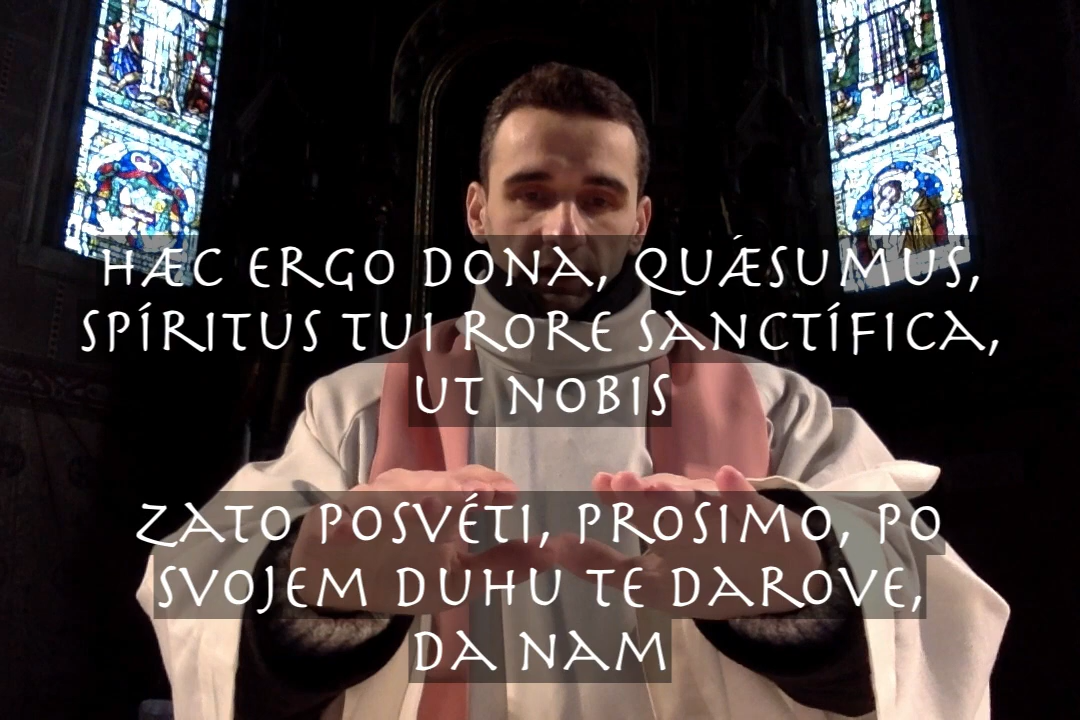 HÆC ERGO DONA, QUǼSUMUS,
SPÍRITUS TUI RORE SANCTÍFICA,
UT NOBIS
ZATO POSVÉTI, PROSIMO, PO
SVOJEM DUHU TE DAROVE,
DA NAM